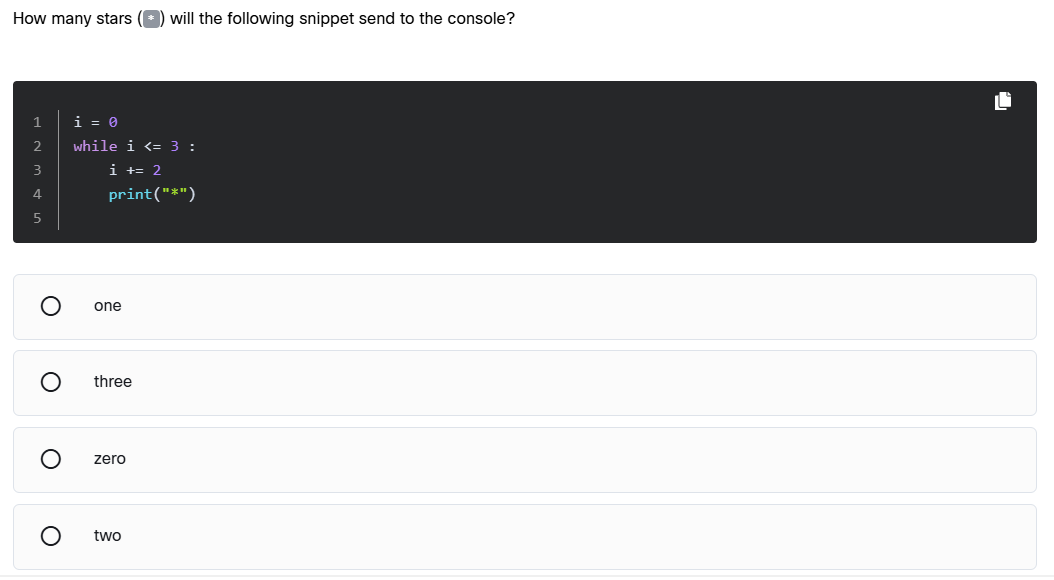 How many stars (*) will the following snippet send to the console?
1 i = 0
2 while i <= 3 :
3     i += 2
4     print("*")
5
one
three
zero
two